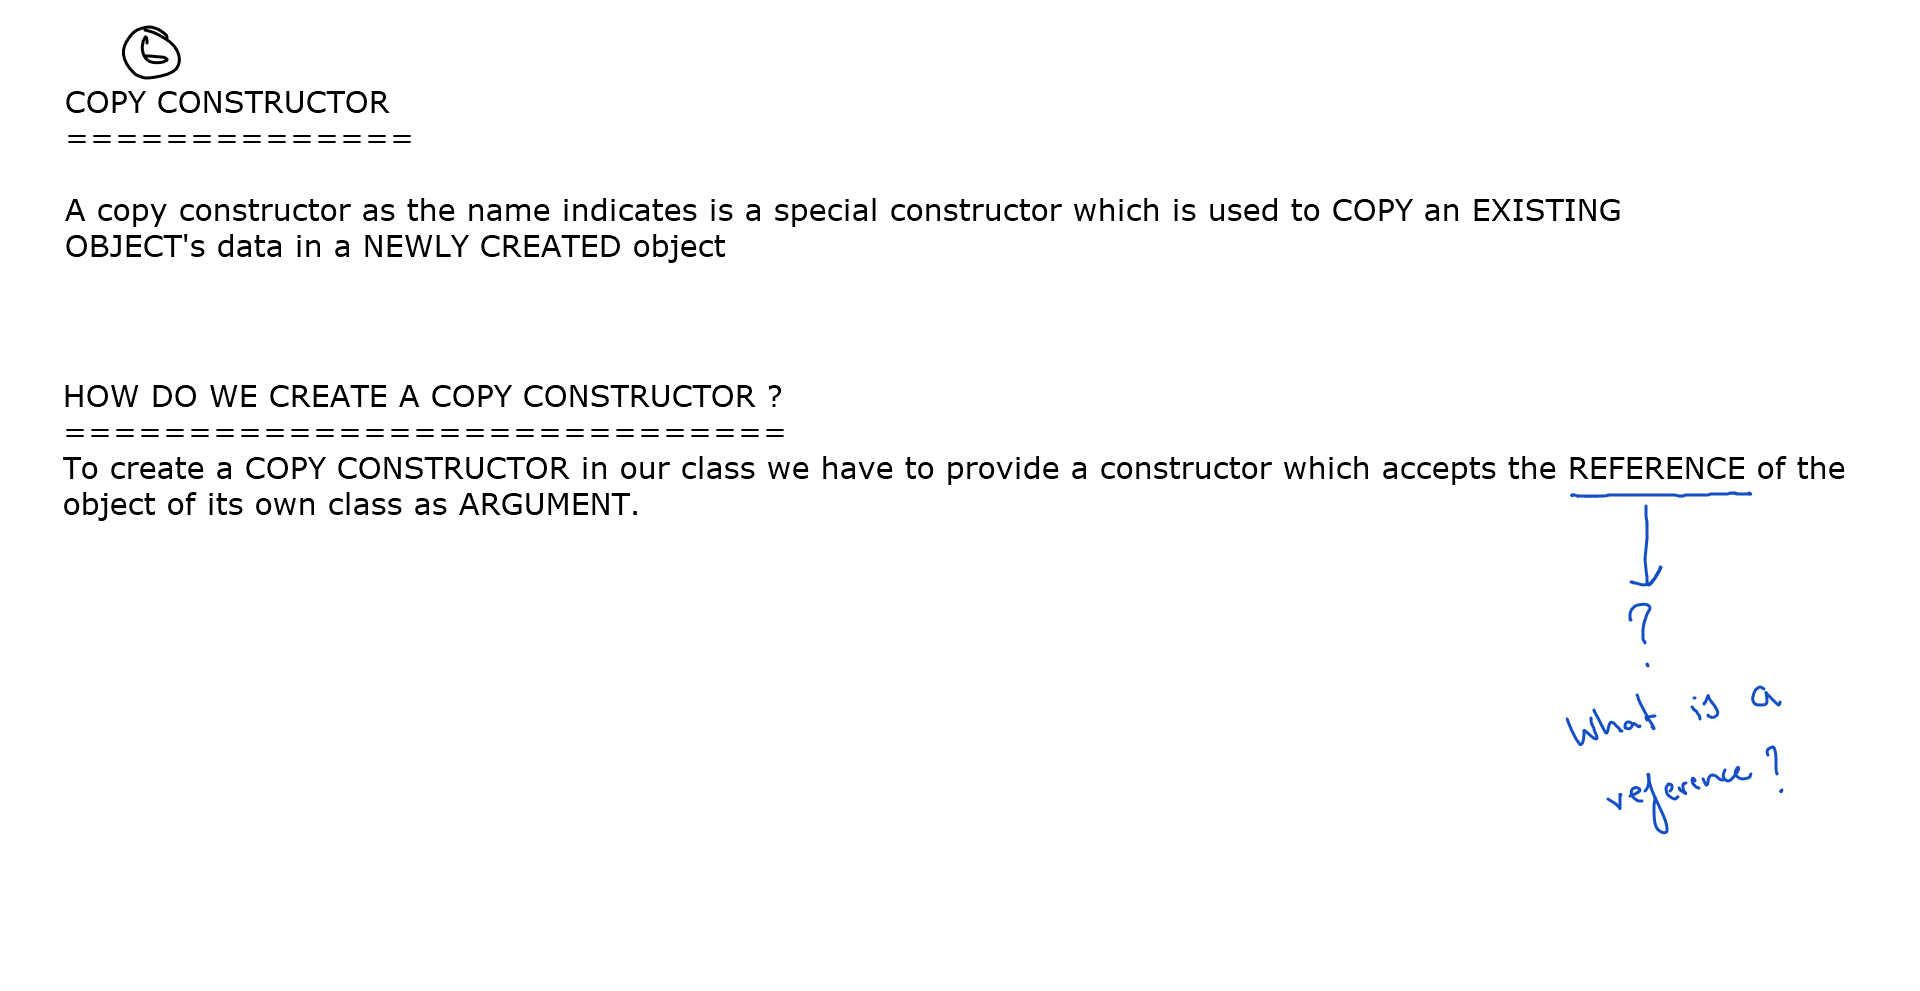 COPY CONSTRUCTOR
==============
A copy constructor as the name indicates is a special constructor which is used to COPY an EXISTING
OBJECT's data in a NEWLY CREATED object
HOW DO WE CREATE A COPY CONSTRUCTOR ?
=============================
To create a COPY CONSTRUCTOR in our class we have to provide a constructor which accepts the REFERENCE of the
object of its own class as ARGUMENT.
?
What is a
reference?